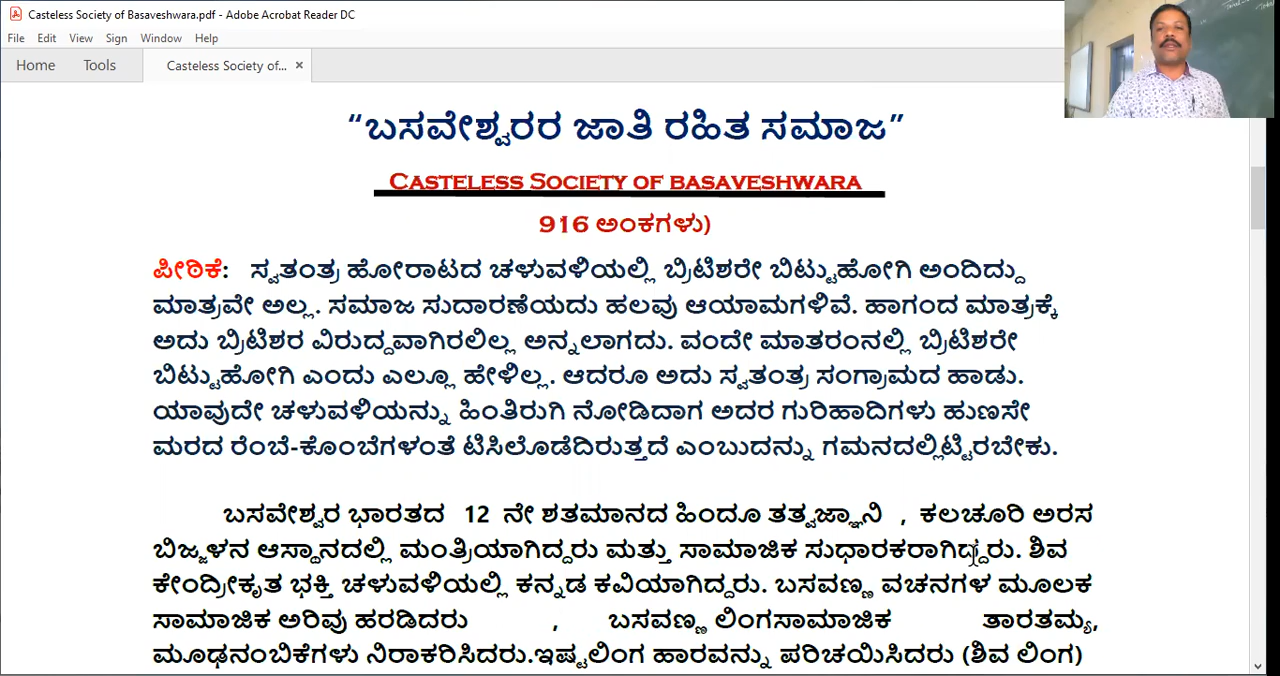 Casteless Society of Basaveshwara.pdf - Adobe Acrobat Reader DC
File Edit View Sign Window Help
Home Tools Casteless Society of... ×
“ಬಸವೇಶ್ವರರ ಜಾತಿ ರಹಿತ ಸಮಾಜ”
Casteless Society of basaveshwara
916 ಅಂಕಗಳು)
ಪೀಠಿಕೆ: ಸ್ವತಂತ್ರ ಹೋರಾಟದ ಚಳುವಳಿಯಲ್ಲಿ ಬ್ರಿಟಿಶರೇ ಬಿಟ್ಟುಹೋಗಿ ಅಂದಿದ್ದು
ಮಾತ್ರವೇ ಅಲ್ಲ. ಸಮಾಜ ಸುದಾರಣೆಯದು ಹಲವು ಆಯಾಮಗಳಿವೆ. ಹಾಗಂದ ಮಾತ್ರಕ್ಕೆ
ಅದು ಬ್ರಿಟಿಶರ ವಿರುದ್ದವಾಗಿರಲಿಲ್ಲ ಅನ್ನಲಾಗದು. ವಂದೇ ಮಾತರಂನಲ್ಲಿ ಬ್ರಿಟಿಶರೇ
ಬಿಟ್ಟುಹೋಗಿ ಎಂದು ಎಲ್ಲೂ ಹೇಳಿಲ್ಲ. ಆದರೂ ಅದು ಸ್ವತಂತ್ರ ಸಂಗ್ರಾಮದ ಹಾಡು.
ಯಾವುದೇ ಚಳುವಳಿಯನ್ನು ಹಿಂತಿರುಗಿ ನೋಡಿದಾಗ ಅದರ ಗುರಿಹಾದಿಗಳು ಹುಣಸೇ
ಮರದ ರೆಂಬೆ-ಕೊಂಬೆಗಳಂತೆ ಟಿಸಿಲೊಡೆದಿರುತ್ತದೆ ಎಂಬುದನ್ನು ಗಮನದಲ್ಲಿಟ್ಟಿರಬೇಕು.
ಬಸವೇಶ್ವರ ಭಾರತದ 12 ನೇ ಶತಮಾನದ ಹಿಂದೂ ತತ್ವಜ್ಞಾನಿ , ಕಲಚೂರಿ ಅರಸ
ಬಿಜ್ಜಳನ ಆಸ್ಥಾನದಲ್ಲಿ ಮಂತ್ರಿಯಾಗಿದ್ದರು ಮತ್ತು ಸಾಮಾಜಿಕ ಸುಧಾರಕರಾಗಿದ್ದರು. ಶಿವ
ಕೇಂದ್ರೀಕೃತ ಭಕ್ತಿ ಚಳುವಳಿಯಲ್ಲಿ ಕನ್ನಡ ಕವಿಯಾಗಿದ್ದರು. ಬಸವಣ್ಣ ವಚನಗಳ ಮೂಲಕ
ಸಾಮಾಜಿಕ ಅರಿವು ಹರಡಿದರು , ಬಸವಣ್ಣ ಲಿಂಗಸಾಮಾಜಿಕ ತಾರತಮ್ಯ,
ಮೂಢನಂಬಿಕೆಗಳು ನಿರಾಕರಿಸಿದರು.ಇಷ್ಟಲಿಂಗ ಹಾರವನ್ನು ಪರಿಚಯಿಸಿದರು (ಶಿವ ಲಿಂಗ)